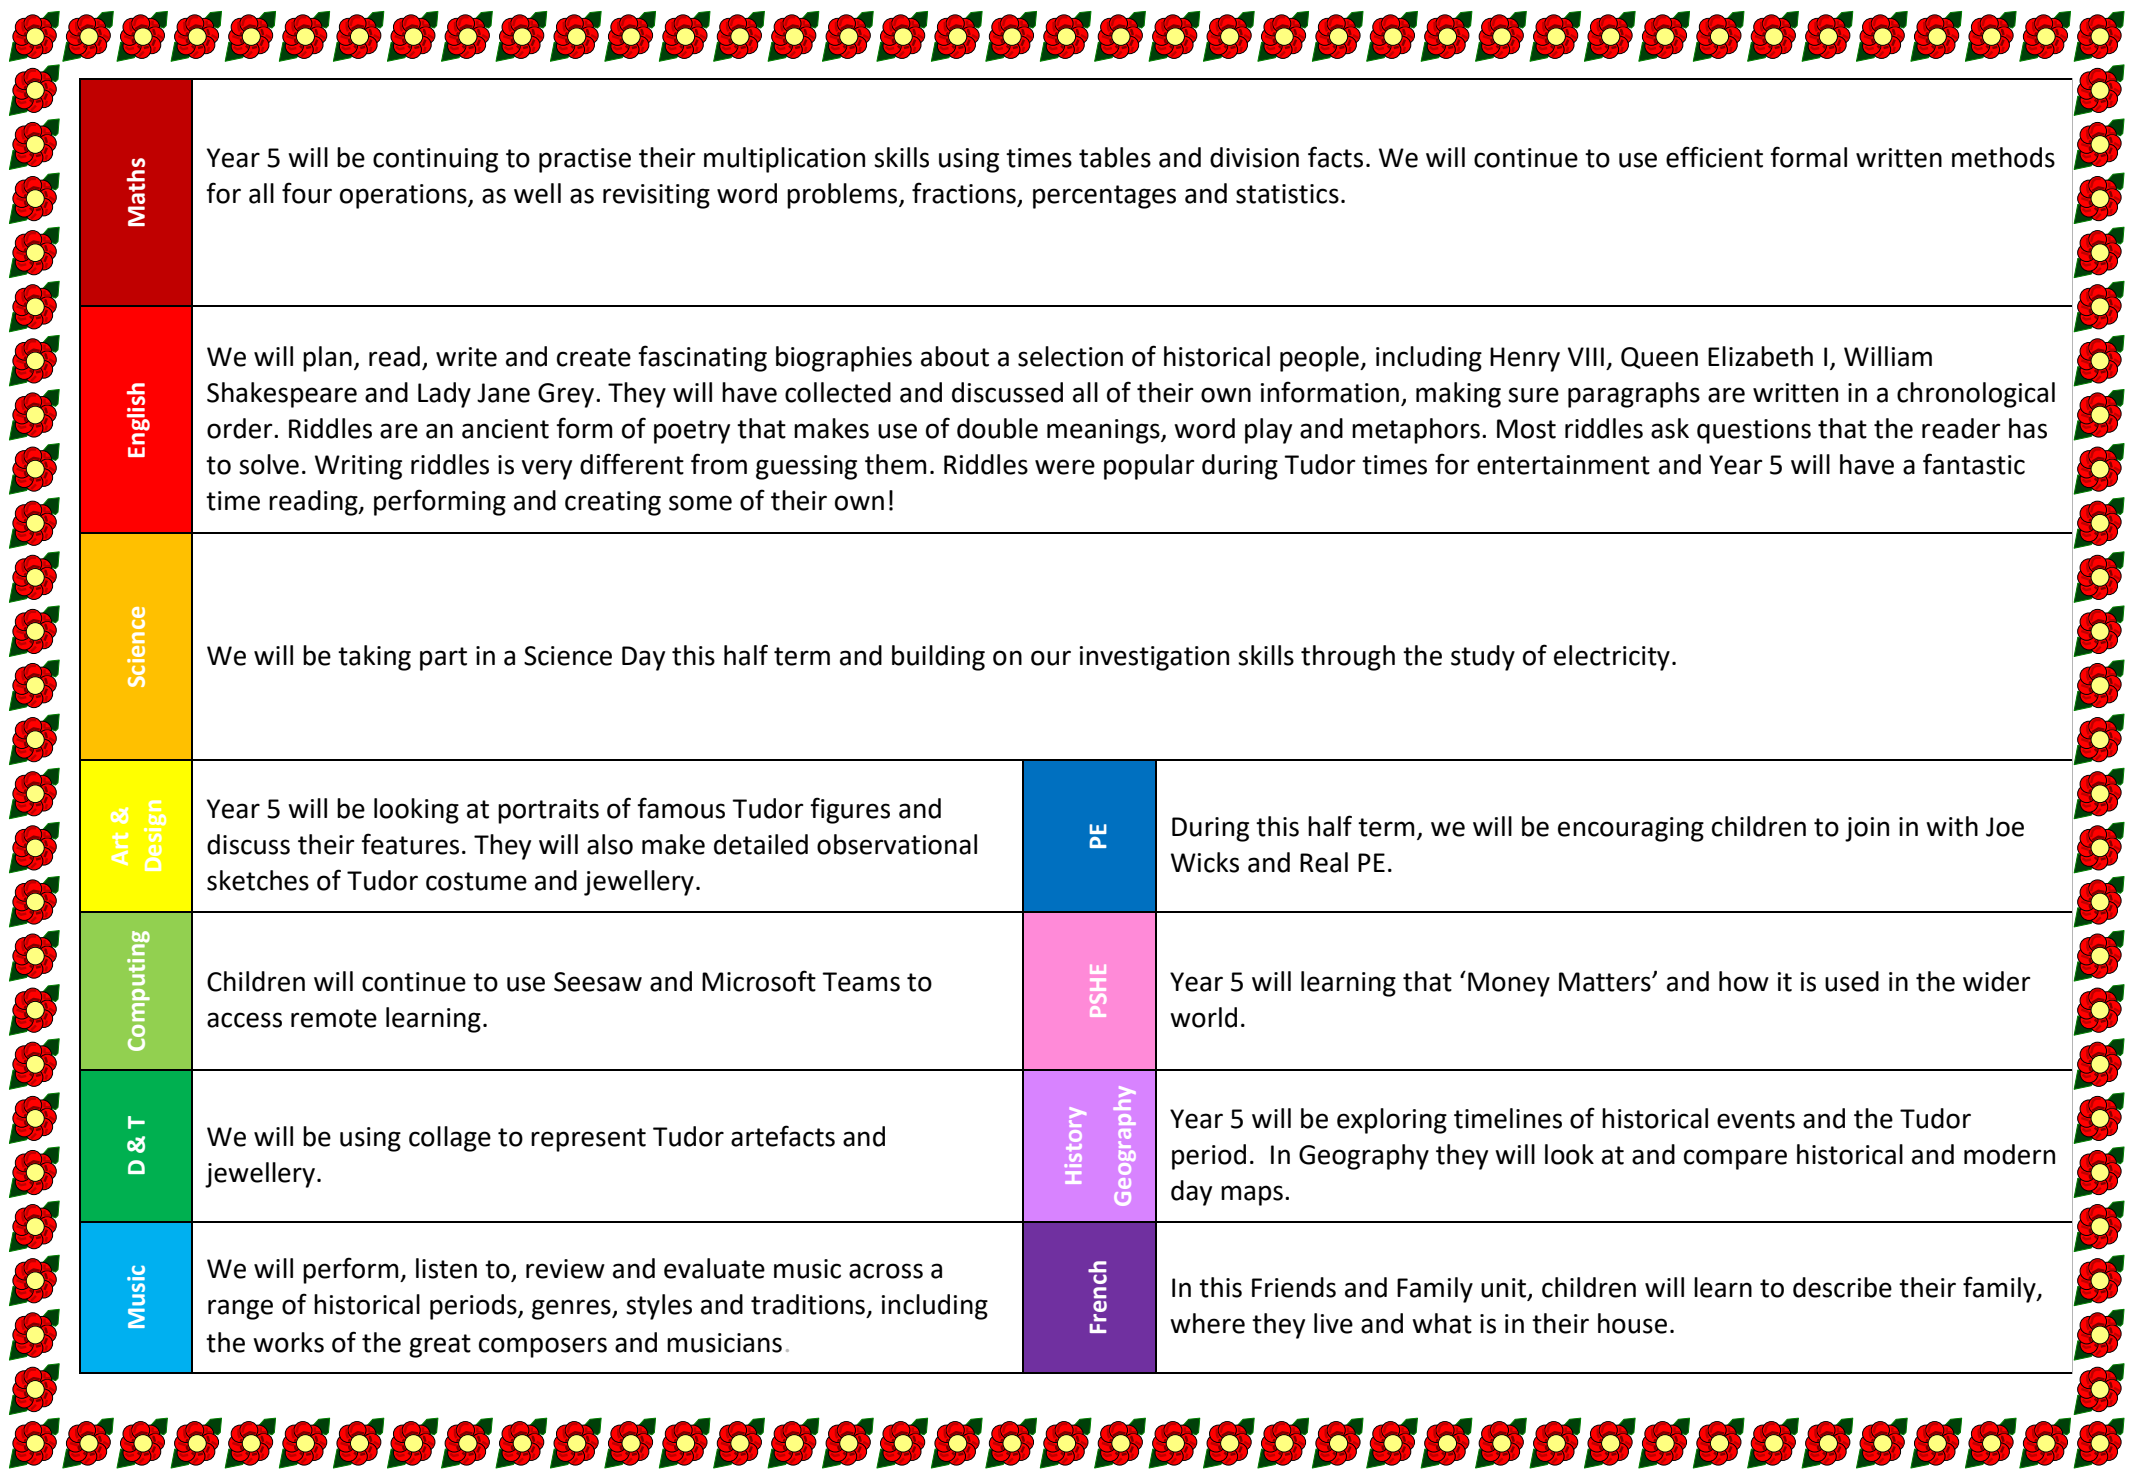 Maths
Year 5 will be continuing to practise their multiplication skills using times tables and division facts. We will continue to use efficient formal written methods
for all four operations, as well as revisiting word problems, fractions, percentages and statistics.
English
We will plan, read, write and create fascinating biographies about a selection of historical people, including Henry VIII, Queen Elizabeth I, William
Shakespeare and Lady Jane Grey. They will have collected and discussed all of their own information, making sure paragraphs are written in a chronological
order. Riddles are an ancient form of poetry that makes use of double meanings, word play and metaphors. Most riddles ask questions that the reader has
to solve. Writing riddles is very different from guessing them. Riddles were popular during Tudor times for entertainment and Year 5 will have a fantastic
time reading, performing and creating some of their own!
Science
We will be taking part in a Science Day this half term and building on our investigation skills through the study of electricity.
Art &
Design
Year 5 will be looking at portraits of famous Tudor figures and
discuss their features. They will also make detailed observational
sketches of Tudor costume and jewellery.
PE
During this half term, we will be encouraging children to join in with Joe
Wicks and Real PE.
Computing
Children will continue to use Seesaw and Microsoft Teams to
access remote learning.
PSHE
Year 5 will learning that ‘Money Matters’ and how it is used in the wider
world.
D & T
We will be using collage to represent Tudor artefacts and
jewellery.
History
Geography
Year 5 will be exploring timelines of historical events and the Tudor
period.  In Geography they will look at and compare historical and modern
day maps.
Music
We will perform, listen to, review and evaluate music across a
range of historical periods, genres, styles and traditions, including
the works of the great composers and musicians.
French
In this Friends and Family unit, children will learn to describe their family,
where they live and what is in their house.